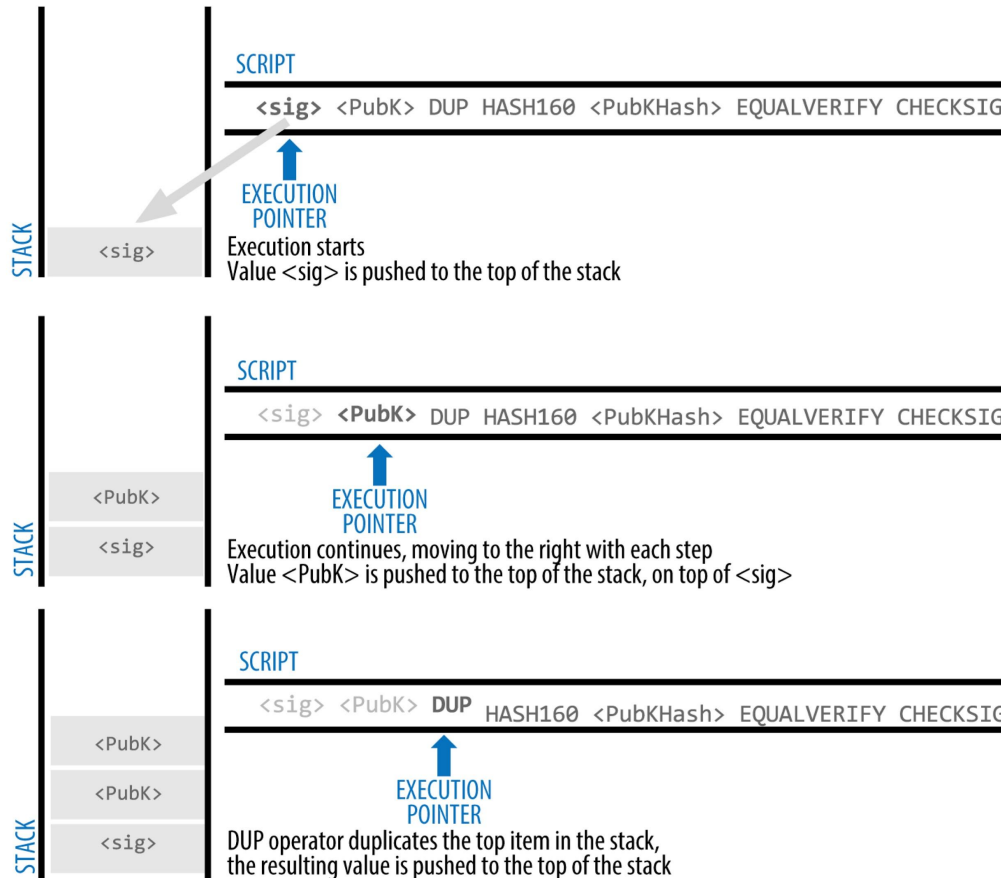 SCRIPT
<sig> <PubK> DUP HASH160 <PubKHash> EQUALVERIFY CHECKSIG
EXECUTION
POINTER
STACK
<sig>
Execution starts
Value <sig> is pushed to the top of the stack
SCRIPT
<sig> <PubK> DUP HASH160 <PubKHash> EQUALVERIFY CHECKSIG
EXECUTION
POINTER
STACK
<PubK>
<sig>
Execution continues, moving to the right with each step
Value <PubK> is pushed to the top of the stack, on top of <sig>
SCRIPT
<sig> <PubK> DUP HASH160 <PubKHash> EQUALVERIFY CHECKSIG
EXECUTION
POINTER
STACK
<PubK>
<PubK>
<sig>
DUP operator duplicates the top item in the stack,
the resulting value is pushed to the top of the stack